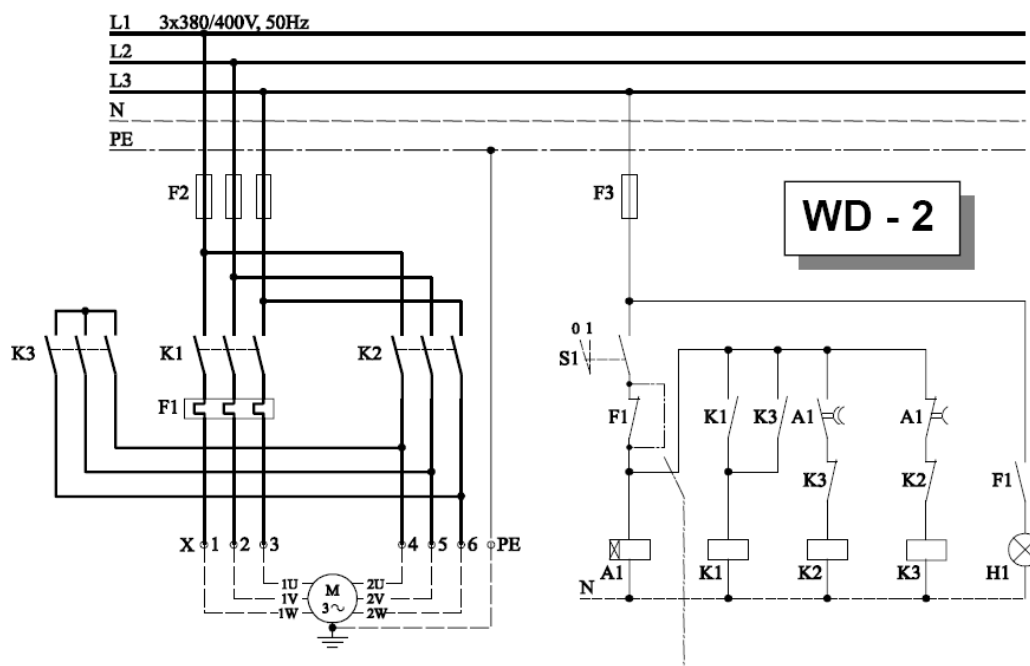 L1 3x380/400V, 50Hz
L2
L3
N
PE
F2
F3
WD - 2
K3
K1
K2
0 1
S1
F1
F1
K1
K3
A1
A1
K3
K2
F1
X 1 2 3 4 5 6 PE
A1
K1
K2
K3
H1
1U
M
2U
1V
3~
2V
1W
2W
N